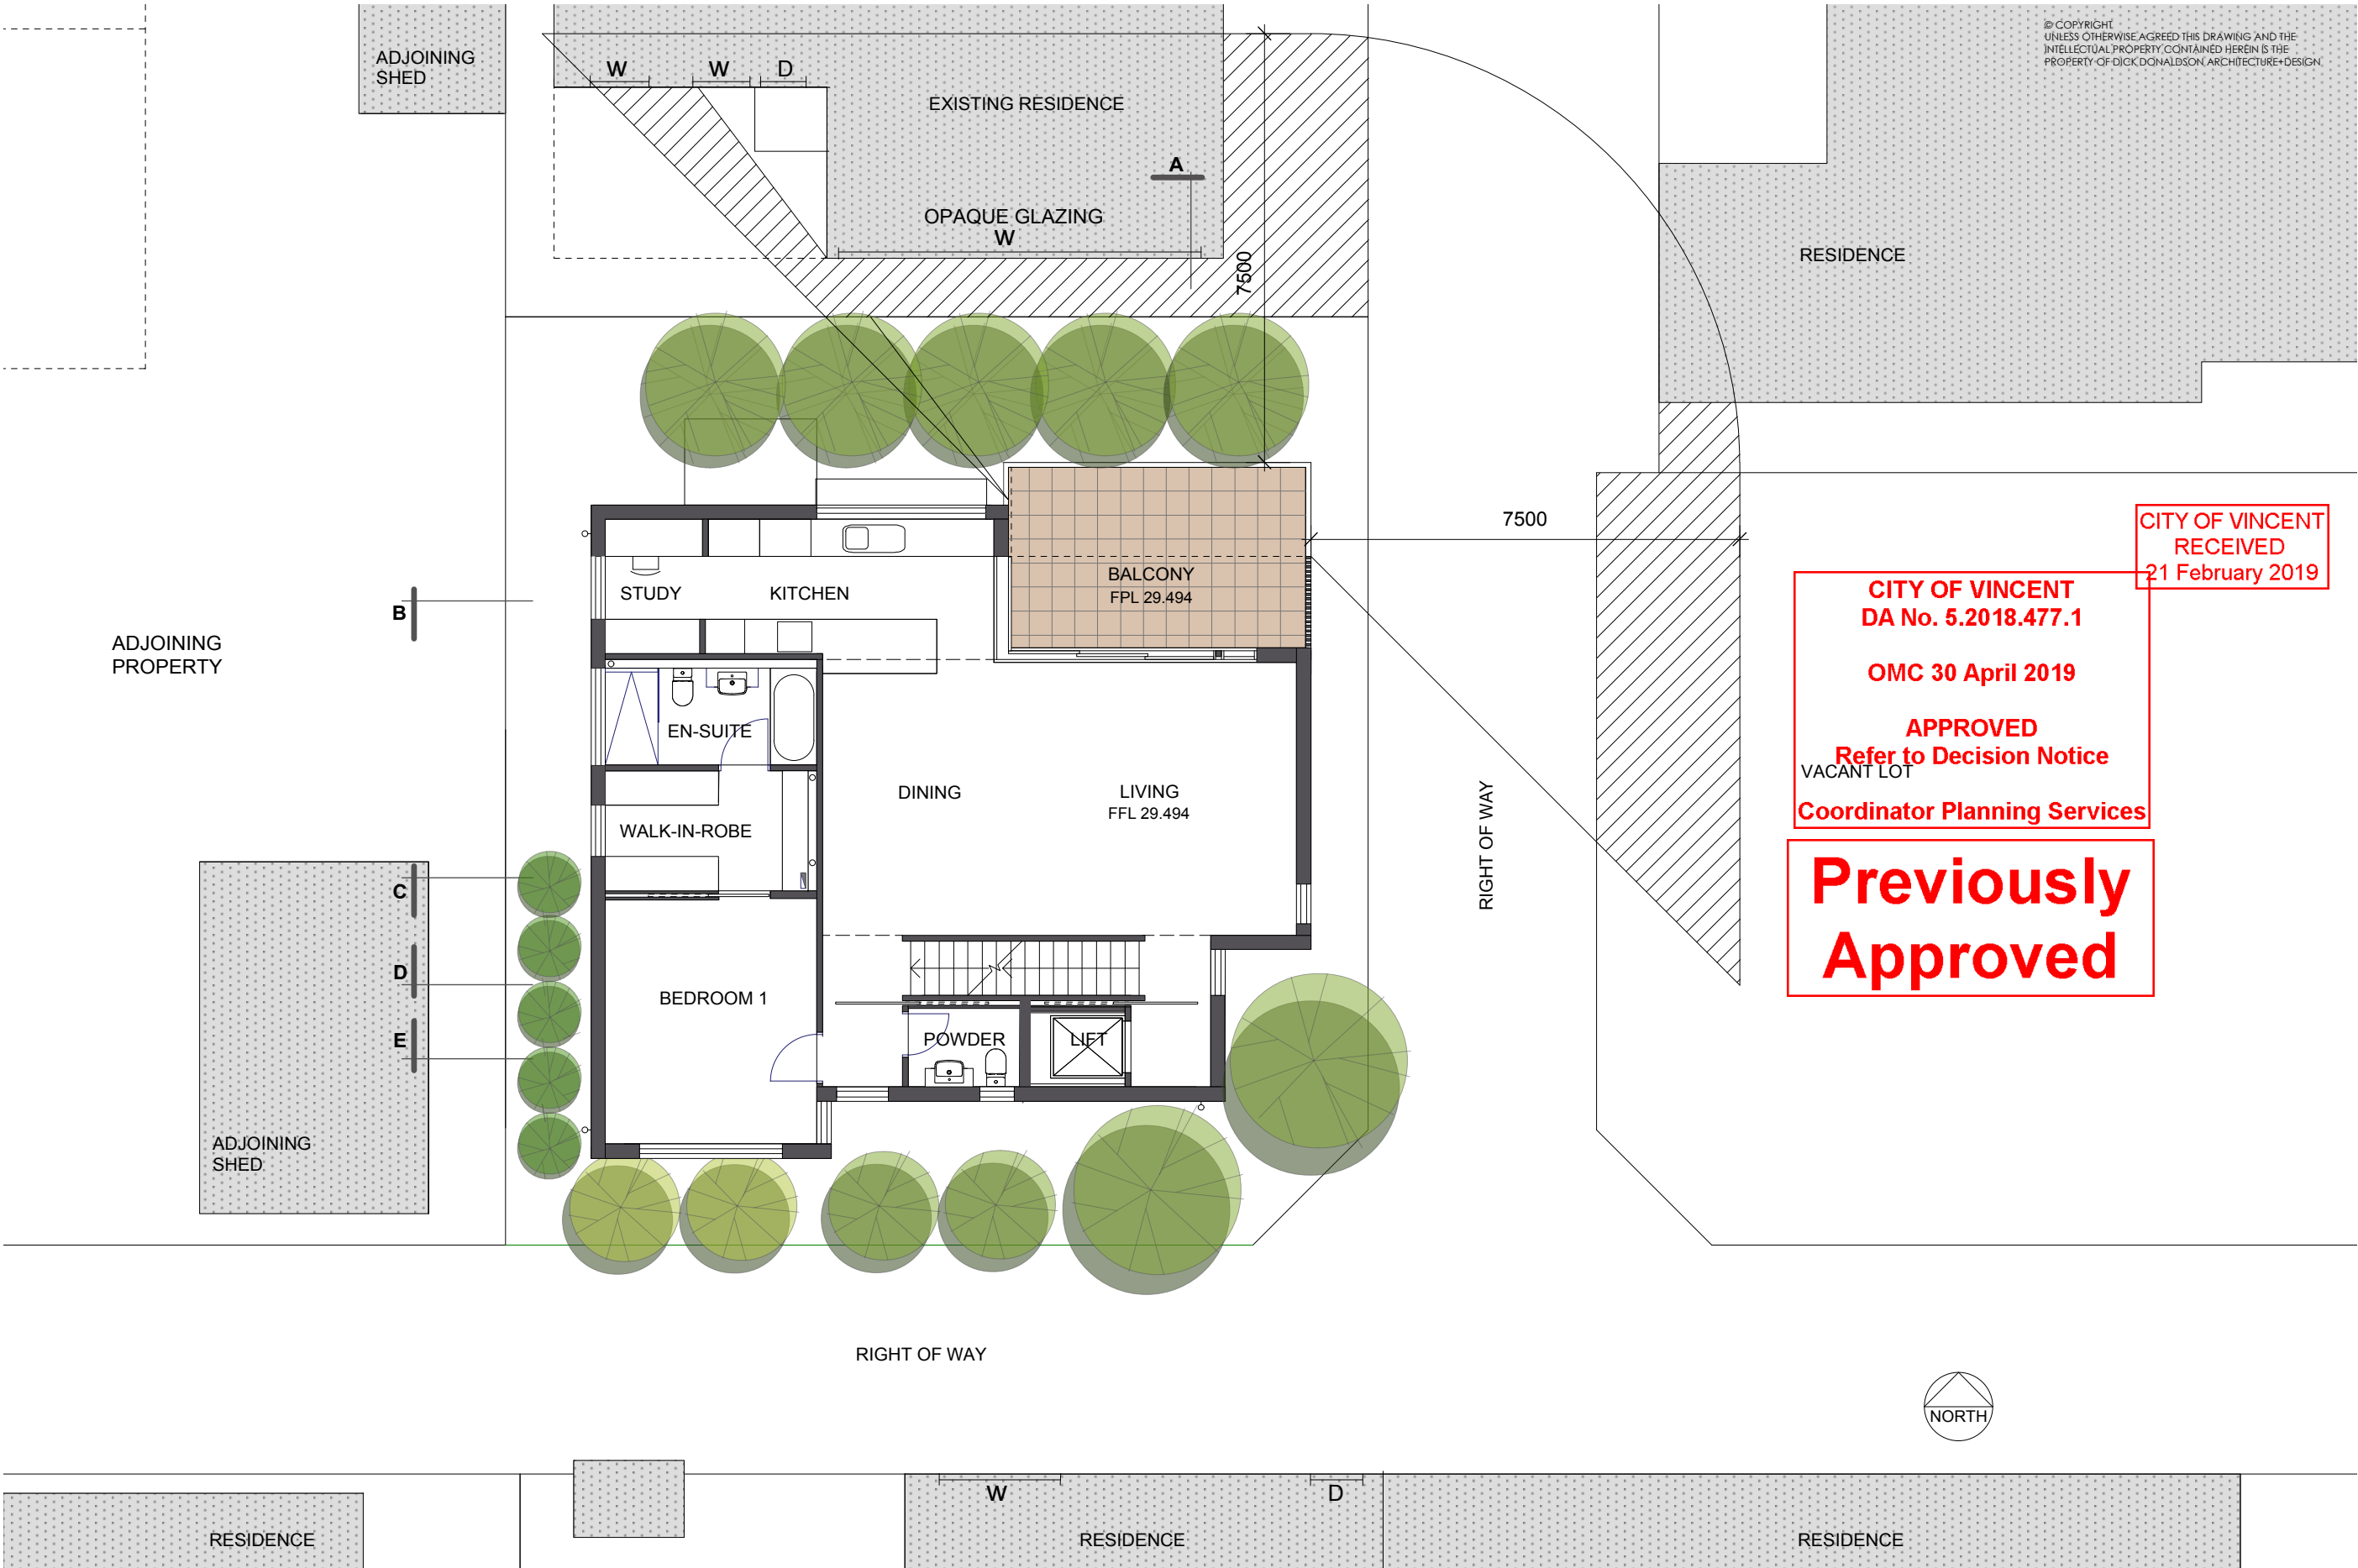 © COPYRIGHT
UNLESS OTHERWISE AGREED THIS DRAWING AND THE
INTELLECTUAL PROPERTY CONTAINED HEREIN IS THE
PROPERTY OF DICK DONALDSON ARCHITECTURE+DESIGN
ADJOINING
SHED
W
W
D
EXISTING RESIDENCE
A
OPAQUE GLAZING
W
7500
RESIDENCE
7500
CITY OF VINCENT
RECEIVED
21 February 2019
CITY OF VINCENT
DA No. 5.2018.477.1
OMC 30 April 2019
APPROVED
Refer to Decision Notice
VACANT LOT
Coordinator Planning Services
Previously
Approved
BALCONY
FPL 29.494
STUDY
KITCHEN
B
ADJOINING
PROPERTY
EN-SUITE
DINING
LIVING
FFL 29.494
WALK-IN-ROBE
RIGHT OF WAY
C
D
E
BEDROOM 1
POWDER
LIFT
ADJOINING
SHED
RIGHT OF WAY
NORTH
W
D
RESIDENCE
RESIDENCE
RESIDENCE